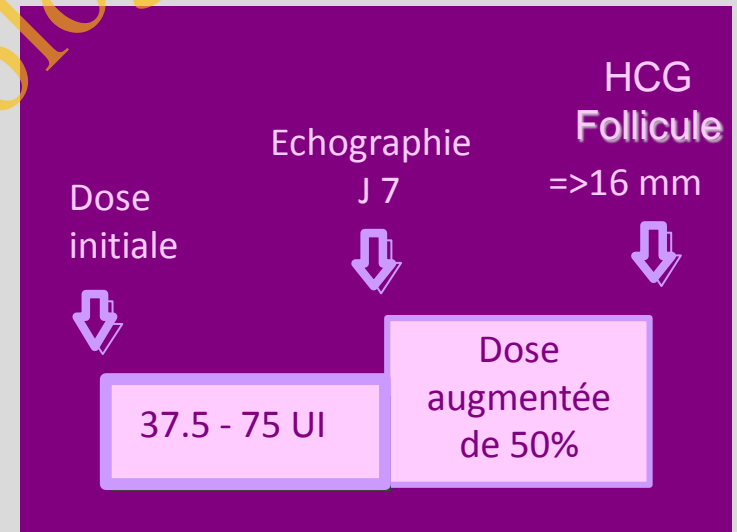 HCG
Follicule
=>16 mm
Echographie
J 7
Dose
initiale
37.5 - 75 UI
Dose
augmentée
de 50%